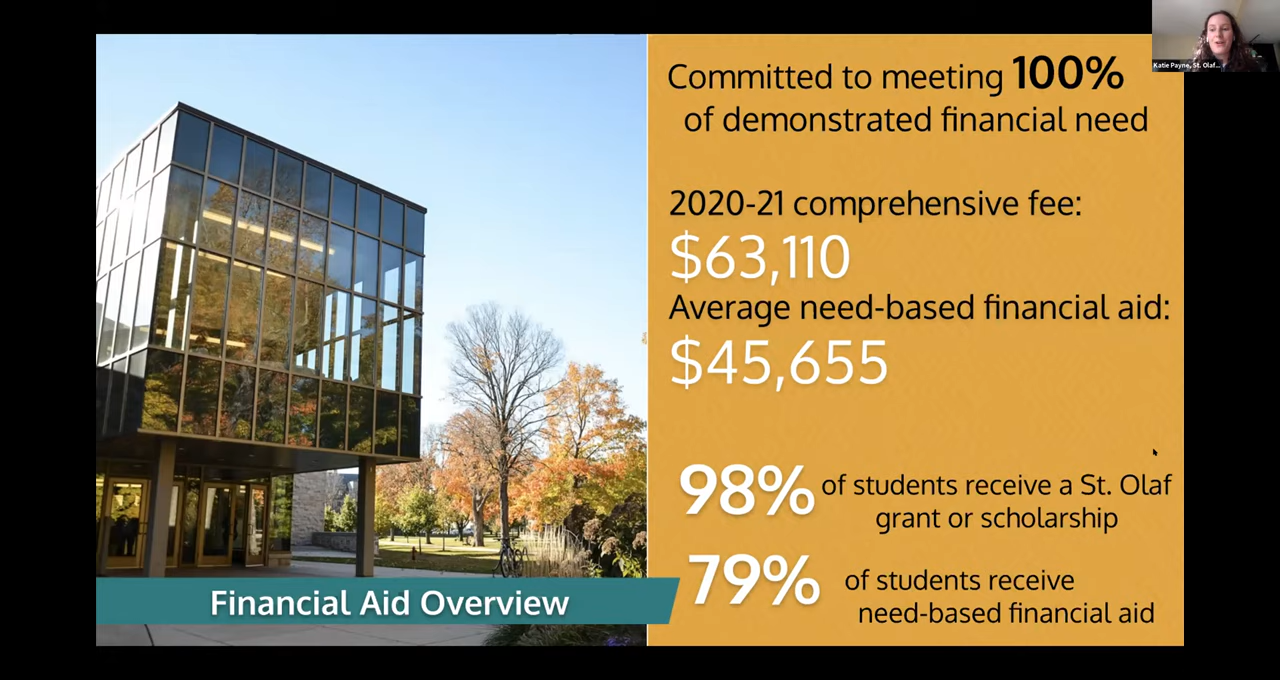 Katie Payne, St. Olaf...
Committed to meeting 100%
of demonstrated financial need
2020-21 comprehensive fee:
$63,110
Average need-based financial aid:
$45,655
98% of students receive a St. Olaf
grant or scholarship
79% of students receive
need-based financial aid
Financial Aid Overview